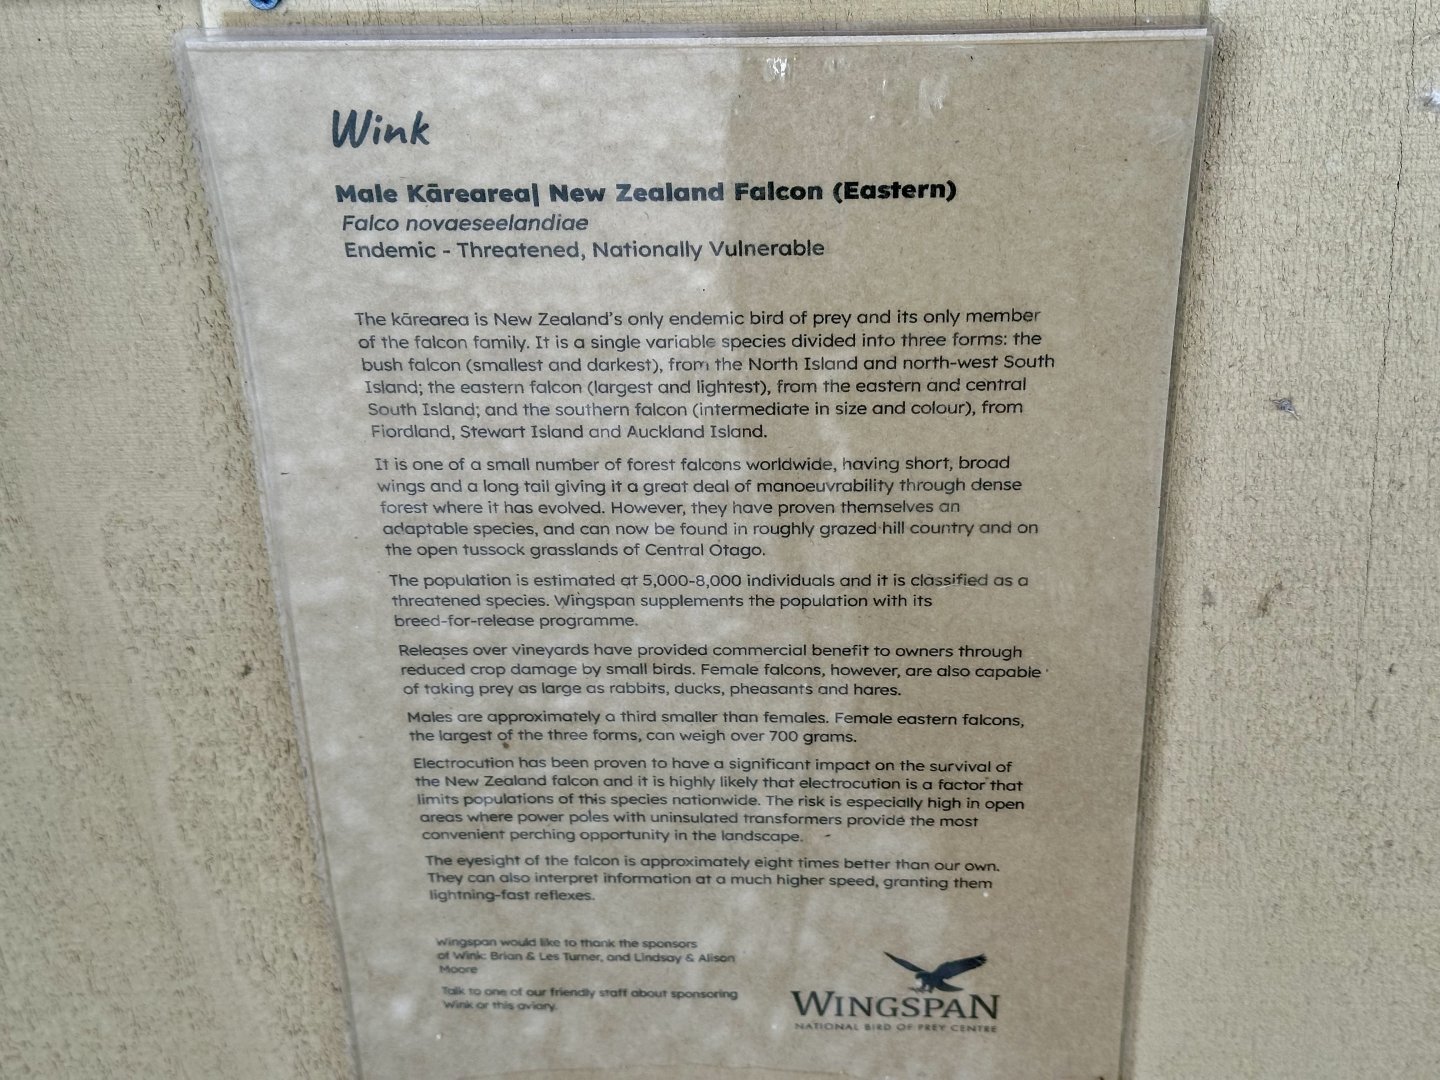 Wink
Male Kārearea| New Zealand Falcon (Eastern)
Falco novaeseelandiae
Endemic - Threatened, Nationally Vulnerable
The kārearea is New Zealand's only endemic bird of prey and its only member
of the falcon family. It is a single variable species divided into three forms: the
bush falcon (smallest and darkest), from the North Island and north-west South
Island; the eastern falcon (largest and lightest), from the eastern and central
South Island; and the southern falcon (intermediate in size and colour), from
Fiordland, Stewart Island and Auckland Island.
It is one of a small number of forest falcons worldwide, having short, broad
wings and a long tail giving it a great deal of manoeuvrability through dense
forest where it has evolved. However, they have proven themselves an
adaptable species, and can now be found in roughly grazed hill country and on
the open tussock grasslands of Central Otago.
The population is estimated at 5,000-8,000 individuals and it is classified as a
threatened species. Wingspan supplements the population with its
breed-for-release programme.
Releases over vineyards have provided commercial benefit to owners through
reduced crop damage by small birds. Female falcons, however, are also capable
of taking prey as large as rabbits, ducks, pheasants and hares.
Males are approximately a third smaller than females. Female eastern falcons,
the largest of the three forms, can weigh over 700 grams.
Electrocution has been proven to have a significant impact on the survival of
the New Zealand falcon and it is highly likely that electrocution is a factor that
limits populations of this species nationwide. The risk is especially high in open
areas where power poles with uninsulated transformers provide the most
convenient perching opportunity in the landscape.
The eyesight of the falcon is approximately eight times better than our own.
They can also interpret information at a much higher speed, granting them
lightning-fast reflexes.
Wingspan would like to thank the sponsors
of Wink: Brian & Les Turner, and Lindsay & Alison
Moore
Talk to one of our friendly staff about sponsoring
Wink or this aviary.
WINGSPAN
NATIONAL BIRD OF PREY CENTRE